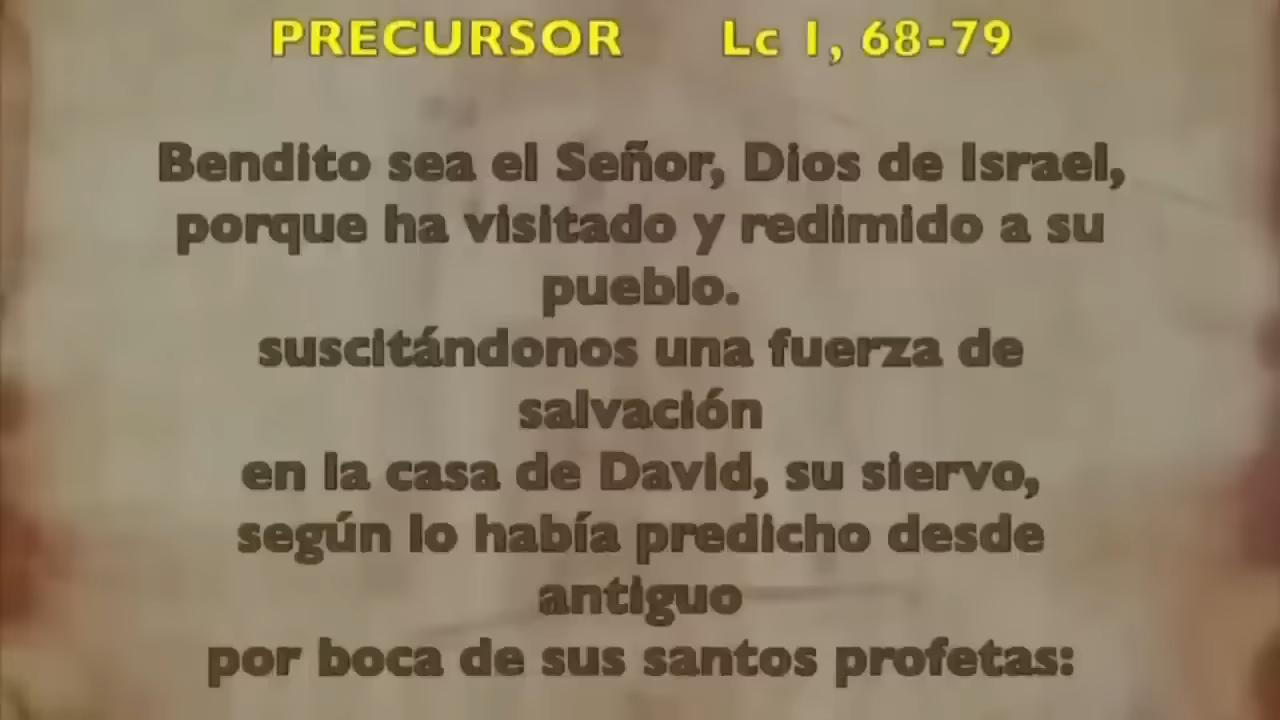 PRECURSOR Lc 1, 68-79
Bendito sea el Señor, Dios de Israel,
porque ha visitado y redimido a su
pueblo.
suscitándonos una fuerza de
salvación
en la casa de David, su siervo,
según lo había predicho desde
antiguo
por boca de sus santos profetas: